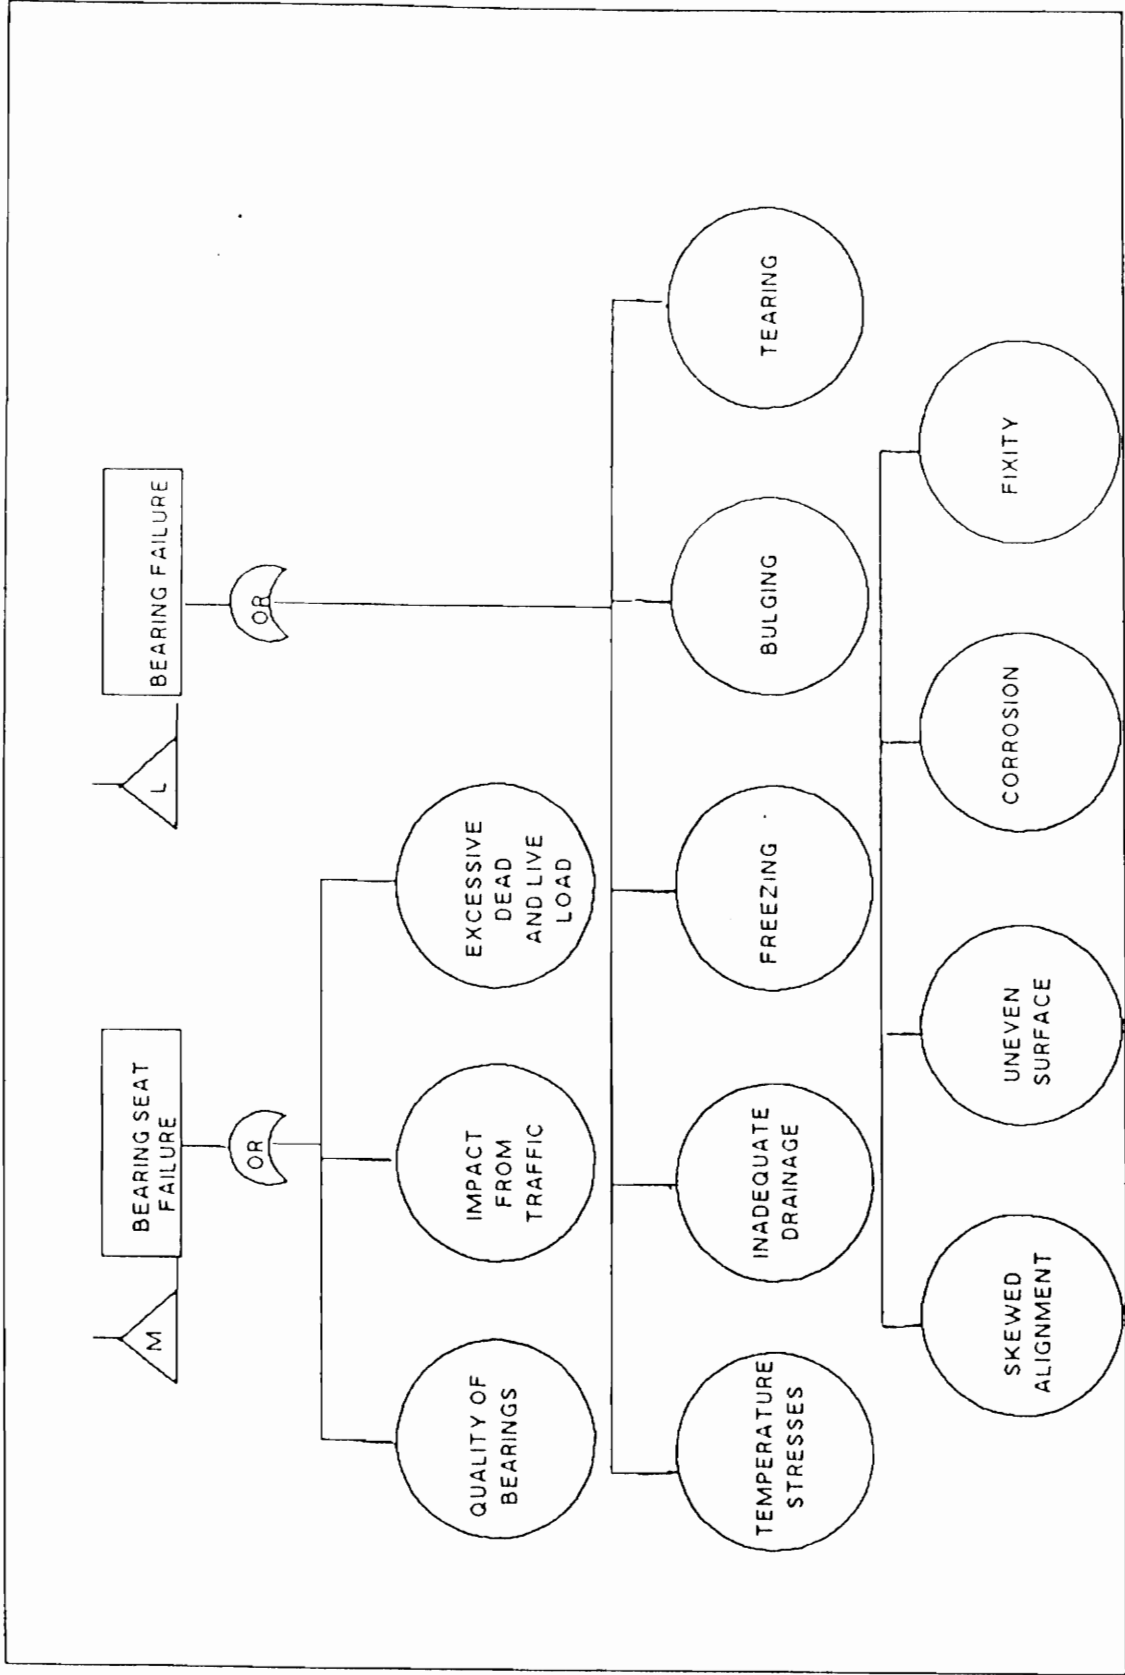 M
BEARING SEAT
FAILURE
L
BEARING FAILURE
OR
OR
QUALITY OF
BEARINGS
IMPACT
FROM
TRAFFIC
EXCESSIVE
DEAD
AND LIVE
LOAD
TEMPERATURE
STRESSES
INADEQUATE
DRAINAGE
FREEZING
BULGING
TEARING
SKEWED
ALIGNMENT
UNEVEN
SURFACE
CORROSION
FIXITY